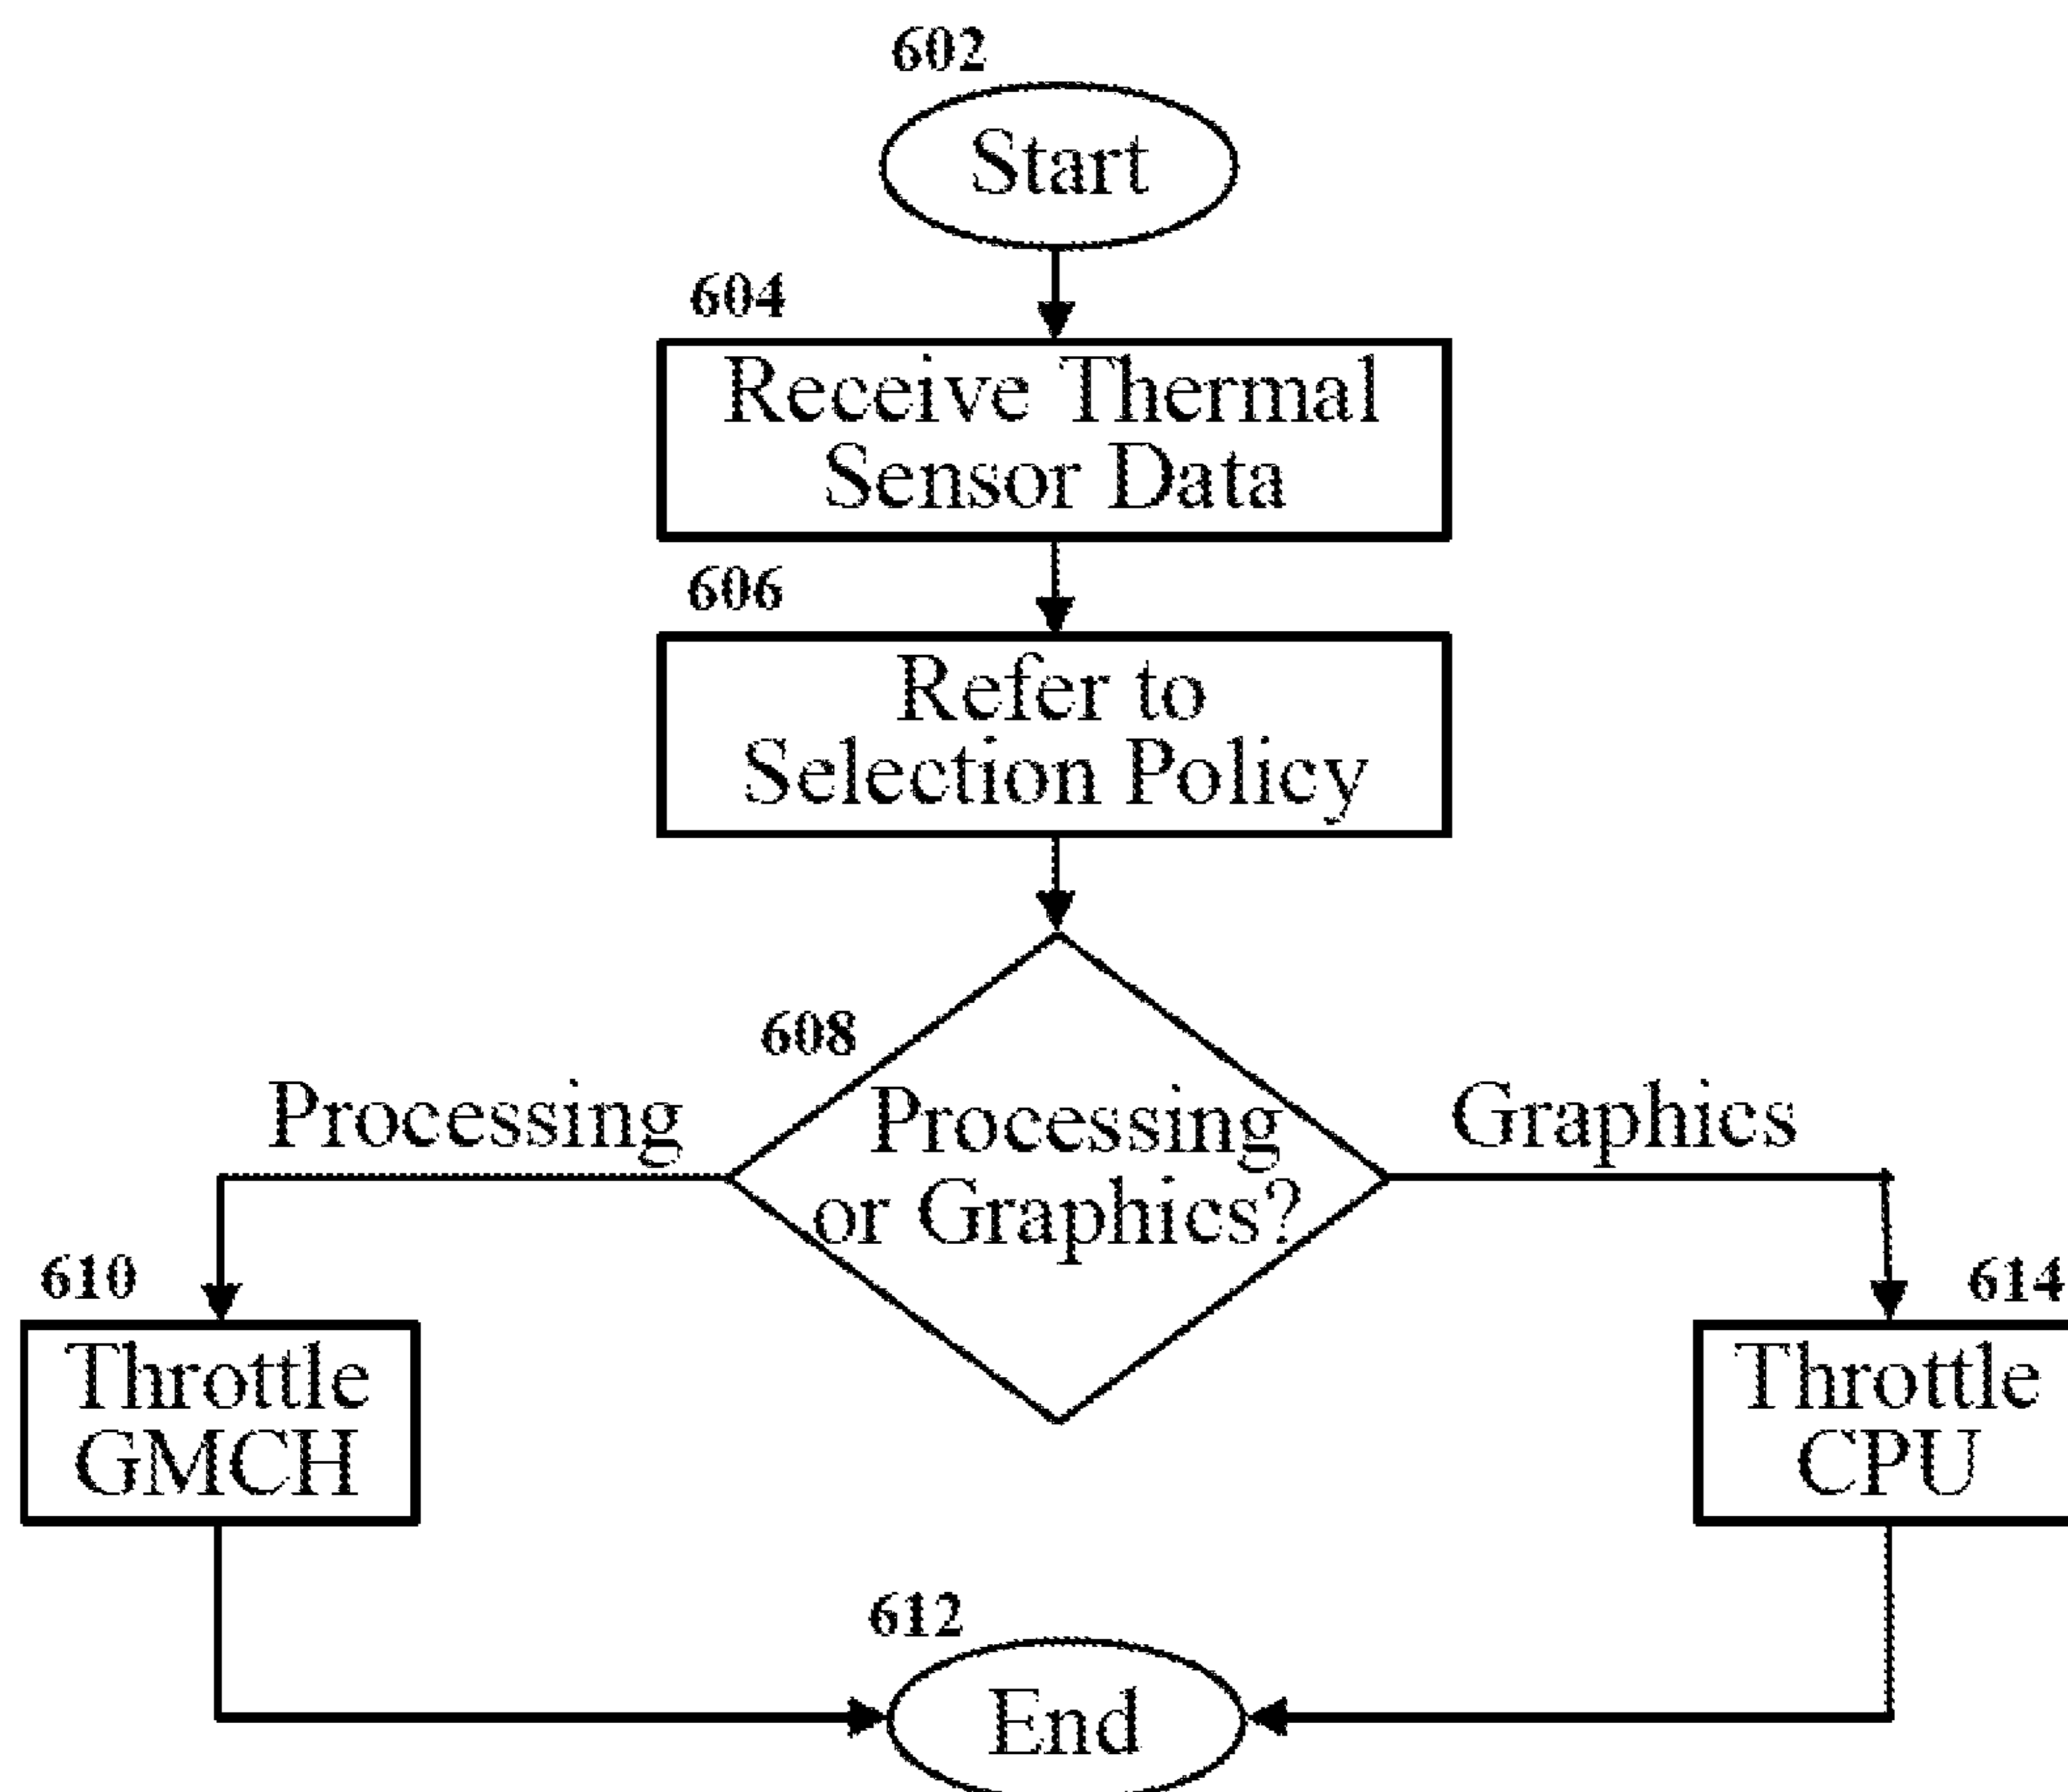 602
Start
604
Receive Thermal
Sensor Data
606
Refer to
Selection Policy
608
Processing
or Graphics?
Processing
Graphics
610
Throttle
GMCH
614
Throttle
CPU
612
End